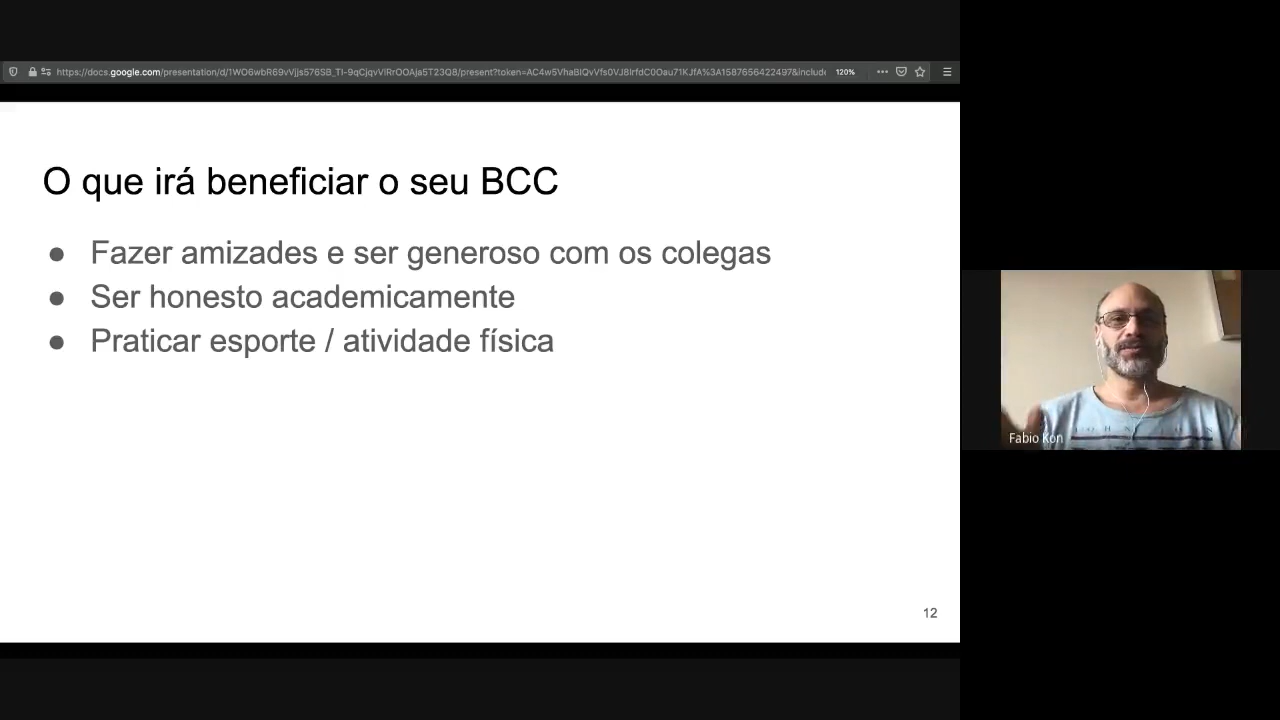 120%
O que irá beneficiar o seu BCC
● Fazer amizades e ser generoso com os colegas
● Ser honesto academicamente
● Praticar esporte / atividade física
12
Fabio Kon